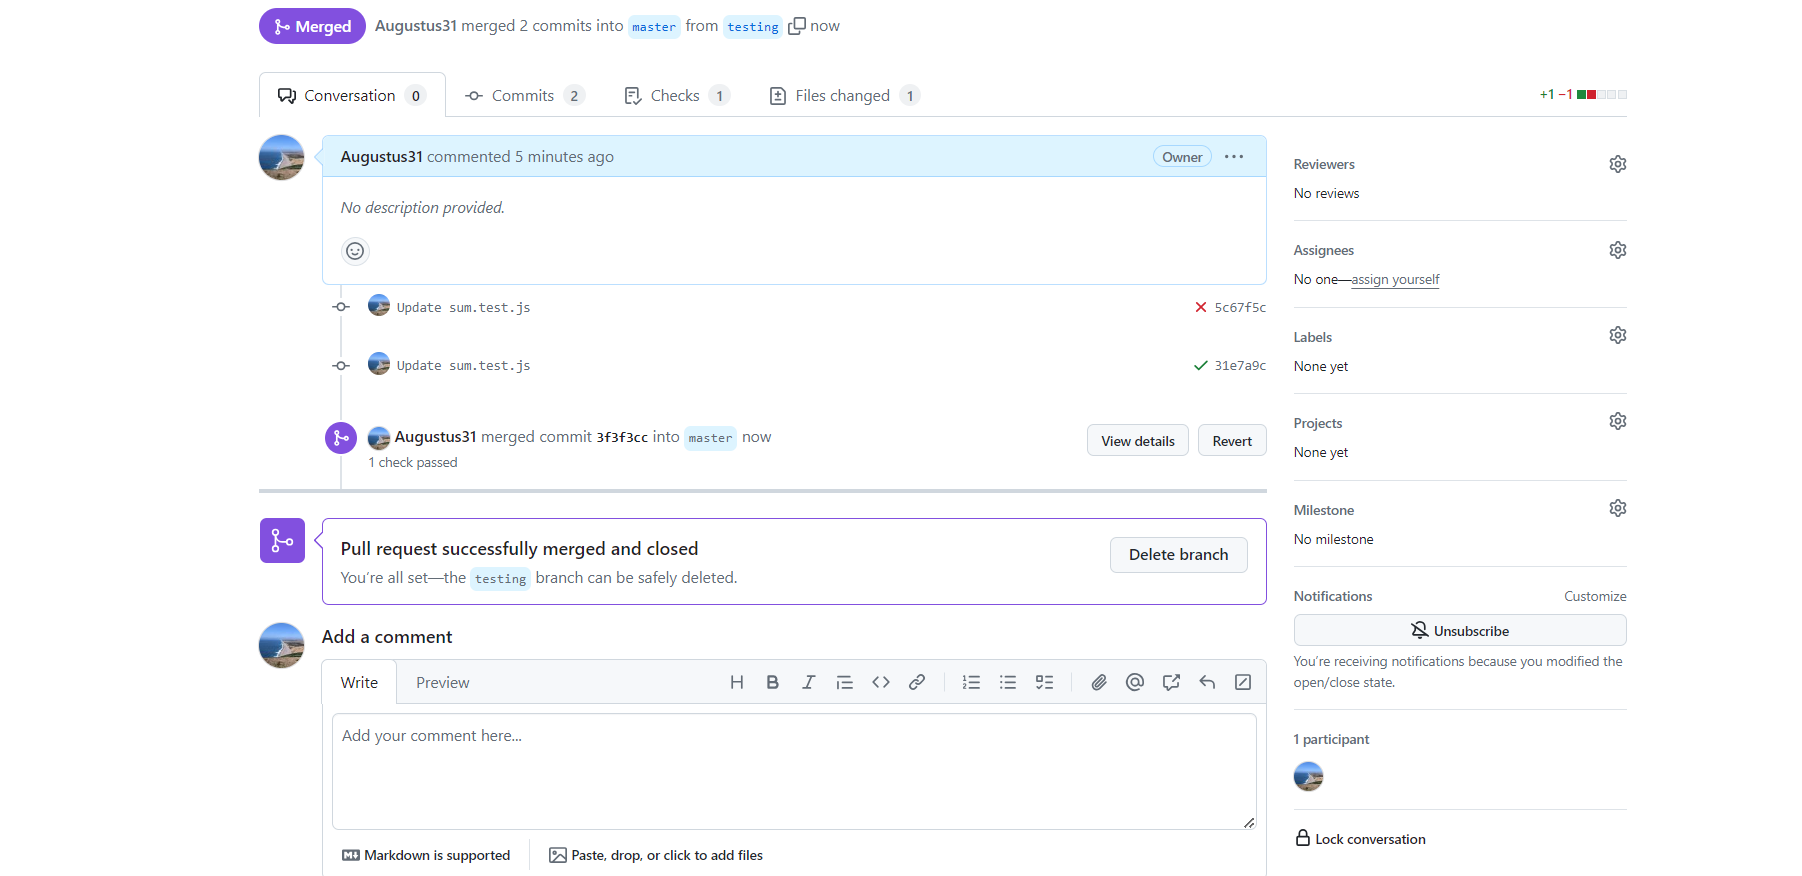 Merged Augustus31 merged 2 commits into master from testing now
Conversation 0 Commits 2 Checks 1 Files changed 1 +1 −1
Augustus31 commented 5 minutes ago Owner
No description provided.
Update sum.test.js 5c67f5c
Update sum.test.js 31e7a9c
Augustus31 merged commit 3f3f3cc into master now View details Revert
1 check passed
Pull request successfully merged and closed
You're all set—the testing branch can be safely deleted.
Delete branch
Add a comment
Write Preview
Add your comment here...
Markdown is supported Paste, drop, or click to add files
Reviewers
No reviews
Assignees
No one—assign yourself
Labels
None yet
Projects
None yet
Milestone
No milestone
Notifications Customize
Unsubscribe
You're receiving notifications because you modified the
open/close state.
1 participant
Lock conversation